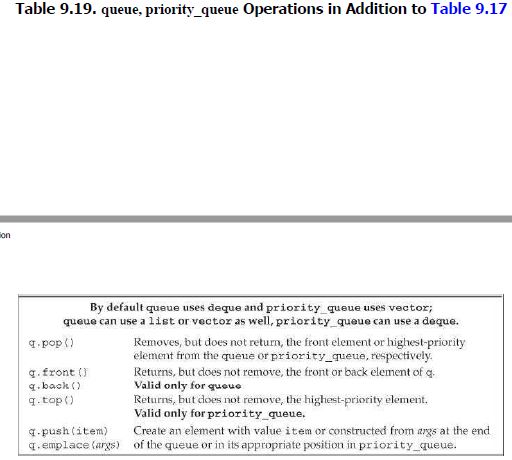 Table 9.19. queue, priority_queue Operations in Addition to Table 9.17
ion
By default queue uses deque and priority_queue uses vector;
queue can use a list or vector as well, priority_queue can use a deque.
q.pop() Removes, but does not return, the front element or highest-priority
element from the queue or priority_queue, respectively.
q.front() Returns, but does not remove, the front or back element of q.
q.back() Valid only for queue
q.top() Returns, but does not remove, the highest-priority element.
Valid only for priority_queue.
q.push(item) Create an element with value item or constructed from args at the end
q.emplace(args) of the queue or in its appropriate position in priority_queue.